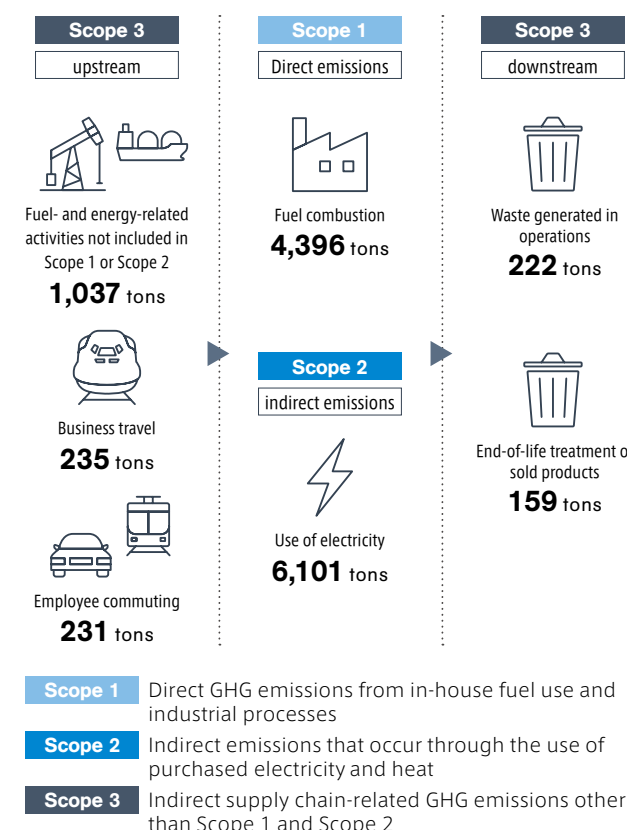 Scope 3
upstream
Fuel- and energy-related
activities not included in
Scope 1 or Scope 2
1,037 tons
Business travel
235 tons
Employee commuting
231 tons
Scope 1
Direct emissions
Fuel combustion
4,396 tons
Scope 2
indirect emissions
Use of electricity
6,101 tons
Scope 3
downstream
Waste generated in
operations
222 tons
End-of-life treatment o
sold products
159 tons
Scope 1 Direct GHG emissions from in-house fuel use and
industrial processes
Scope 2 Indirect emissions that occur through the use of
purchased electricity and heat
Scope 3 Indirect supply chain-related GHG emissions other
than Scope 1 and Scope 2